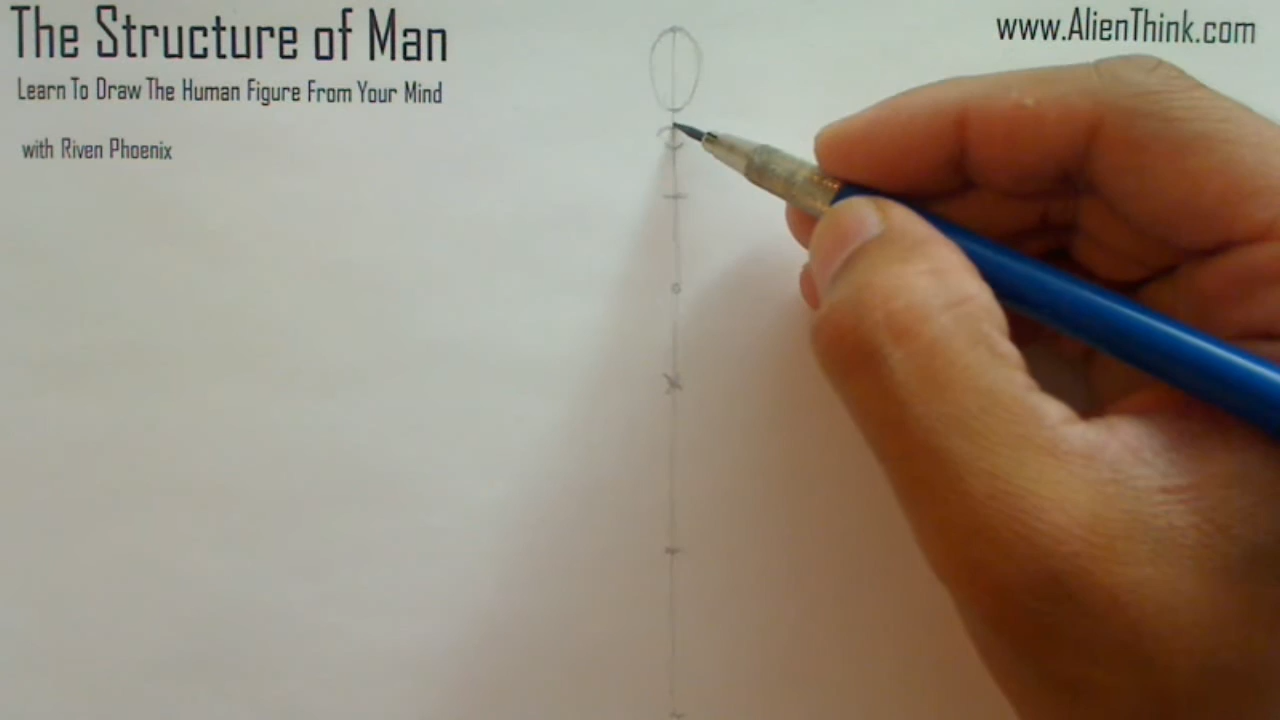 The Structure of Man
Learn To Draw The Human Figure From Your Mind
with Riven Phoenix
www.AlienThink.com